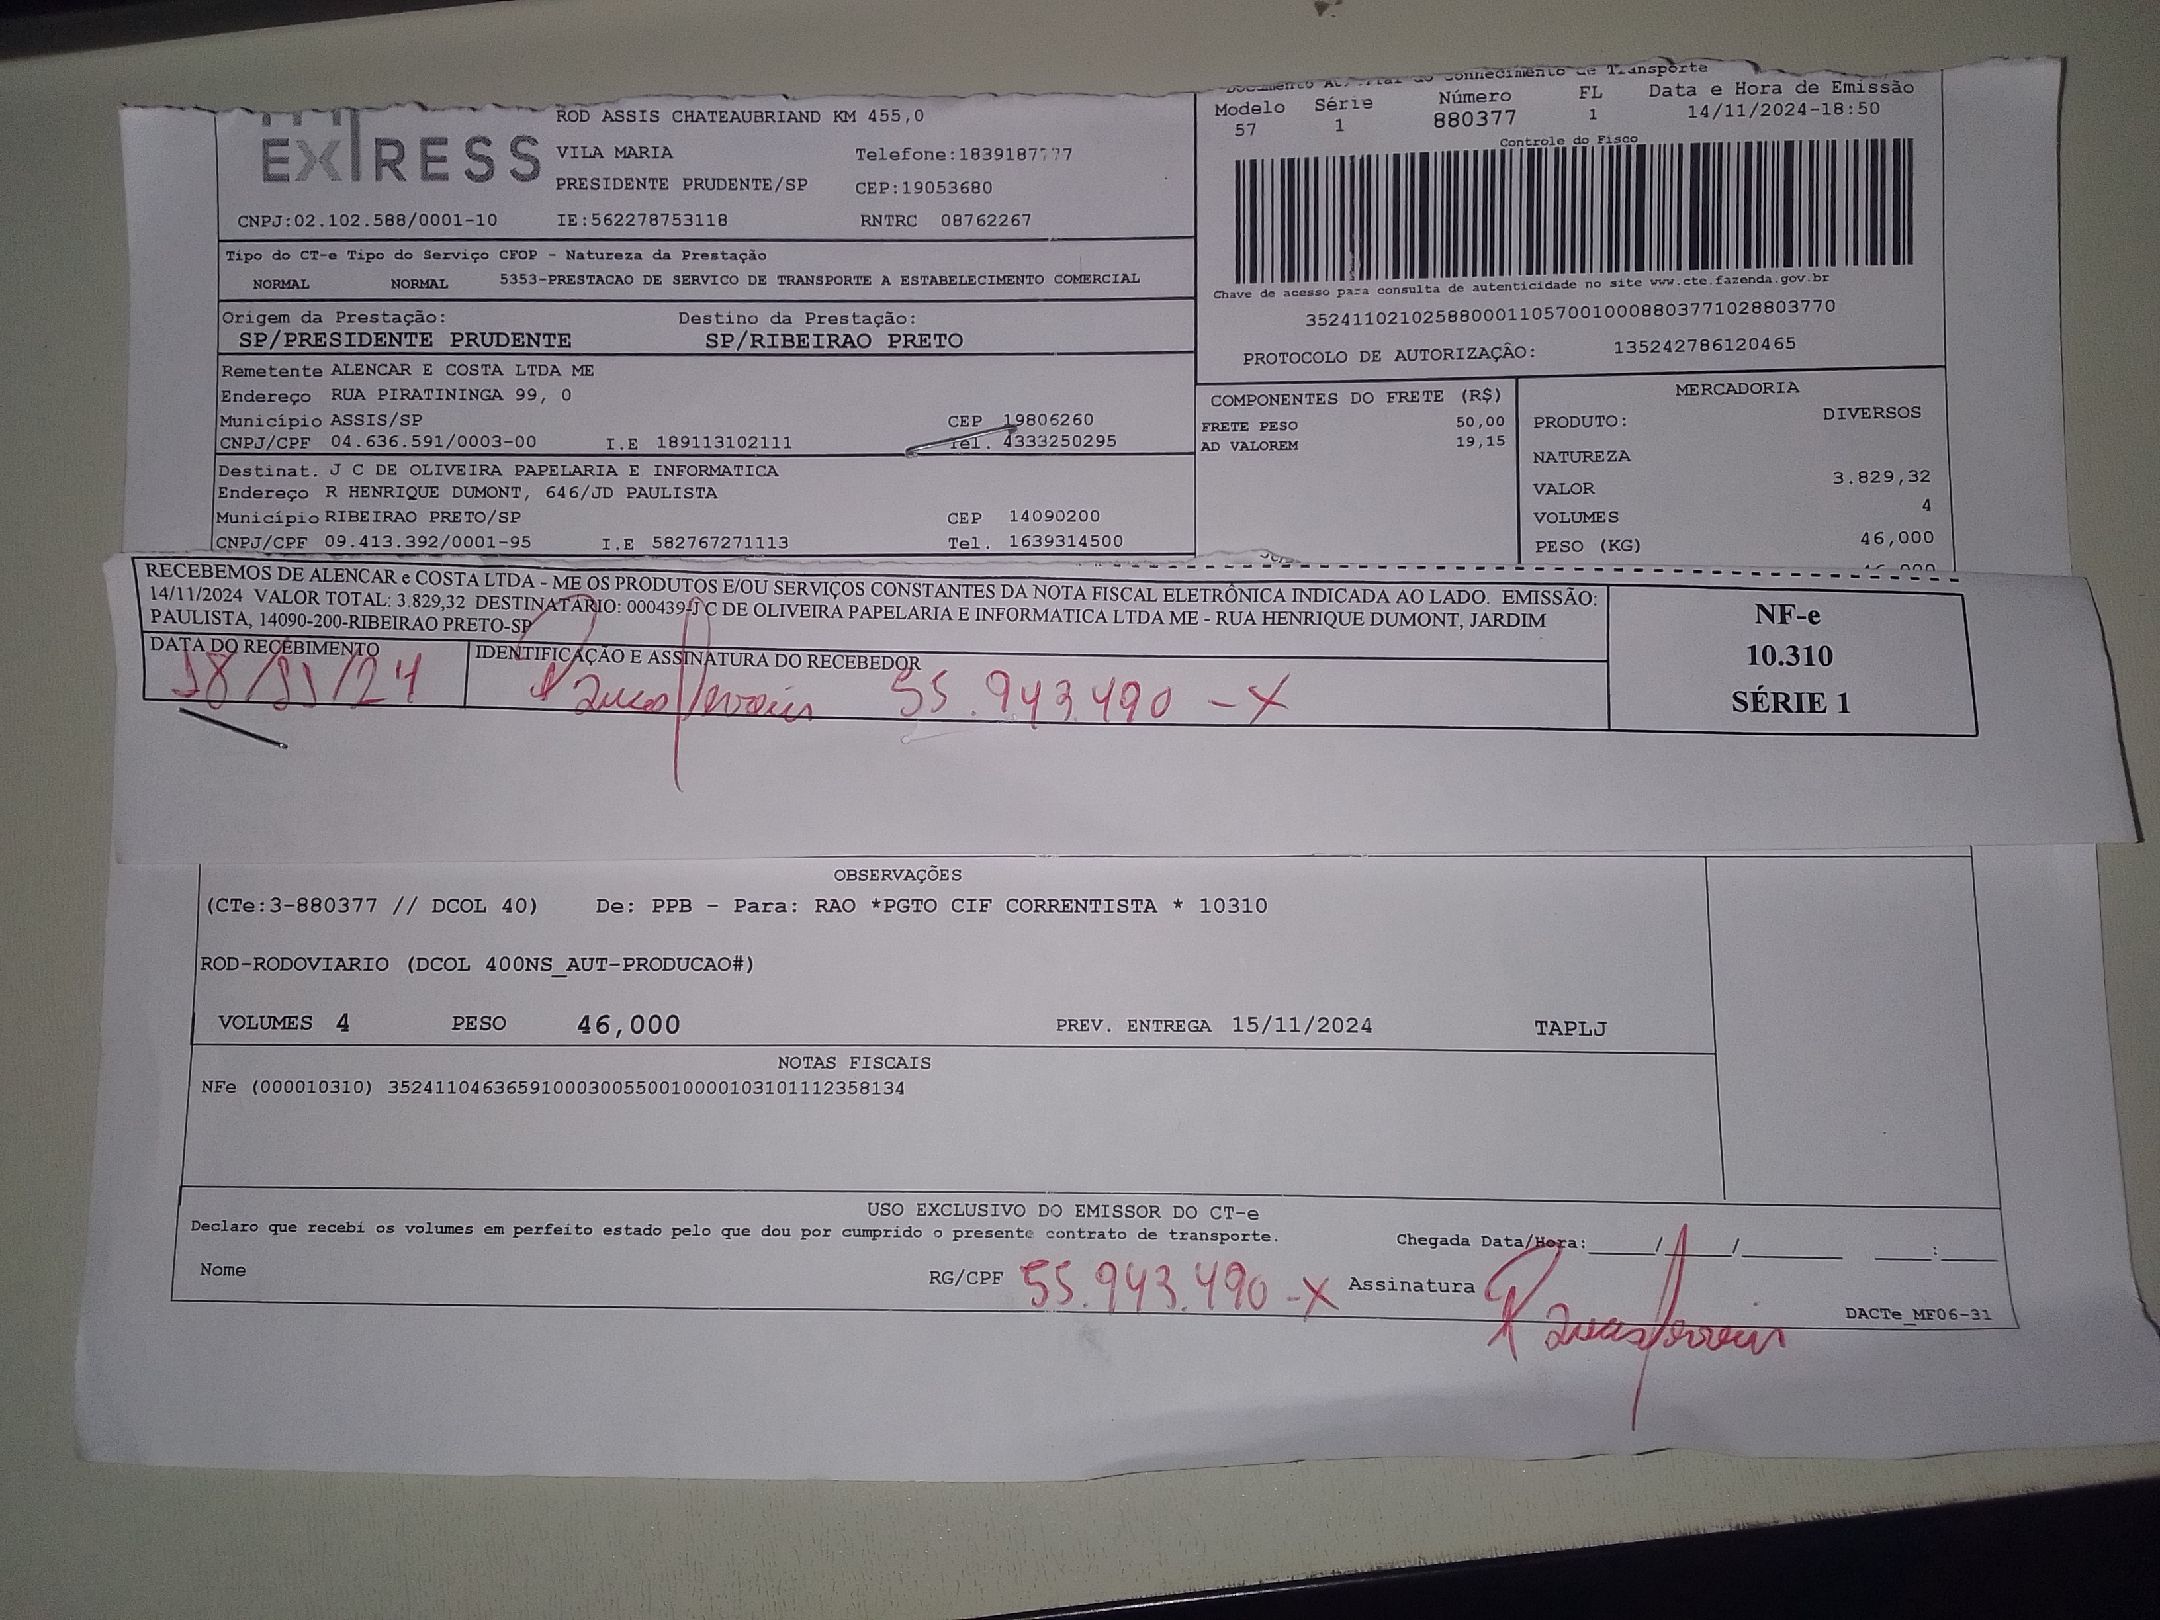 Conhecimento de Transporte
EXPRESS
ROD ASSIS CHATEAUBRIAND KM 455,0
VILA MARIA Telefone:1839187777
PRESIDENTE PRUDENTE/SP CEP:19053680
CNPJ:02.102.588/0001-10 IE:562278753118 RNTRC 08762267
Modelo Série Número FL Data e Hora de Emissão
57 1 880377 1 14/11/2024-18:50
Controle do Fisco
Tipo do CT-e Tipo do Serviço CFOP - Natureza da Prestação
NORMAL NORMAL 5353-PRESTACAO DE SERVICO DE TRANSPORTE A ESTABELECIMENTO COMERCIAL
Chave de acesso para consulta de autenticidade no site www.cte.fazenda.gov.br
35241102102588000110570010008803771028803770
PROTOCOLO DE AUTORIZAÇÃO: 135242786120465
Origem da Prestação: Destino da Prestação:
SP/PRESIDENTE PRUDENTE SP/RIBEIRAO PRETO
Remetente ALENCAR E COSTA LTDA ME
Endereço RUA PIRATININGA 99, 0
Município ASSIS/SP CEP 19806260
CNPJ/CPF 04.636.591/0003-00 I.E 189113102111 Tel. 4333250295
Destinat. J C DE OLIVEIRA PAPELARIA E INFORMATICA
Endereço R HENRIQUE DUMONT, 646/JD PAULISTA
Município RIBEIRAO PRETO/SP CEP 14090200
CNPJ/CPF 09.413.392/0001-95 I.E 582767271113 Tel. 1639314500
COMPONENTES DO FRETE (R$)
FRETE PESO 50,00
AD VALOREM 19,15
MERCADORIA
PRODUTO: DIVERSOS
NATUREZA
VALOR 3.829,32
VOLUMES 4
PESO (KG) 46,000
RECEBEMOS DE ALENCAR e COSTA LTDA - ME OS PRODUTOS E/OU SERVIÇOS CONSTANTES DA NOTA FISCAL ELETRÔNICA INDICADA AO LADO. EMISSÃO:
14/11/2024 VALOR TOTAL: 3.829,32 DESTINATARIO: 000439-J C DE OLIVEIRA PAPELARIA E INFORMATICA LTDA ME - RUA HENRIQUE DUMONT, JARDIM
PAULISTA, 14090-200-RIBEIRAO PRETO-SP
DATA DO RECEBIMENTO IDENTIFICAÇÃO E ASSINATURA DO RECEBEDOR
18/11/24 Lucas Ferreira 55.943.490-X
NF-e
10.310
SÉRIE 1
OBSERVAÇÕES
(CTe:3-880377 // DCOL 40) De: PPB - Para: RAO *PGTO CIF CORRENTISTA * 10310
ROD-RODOVIARIO (DCOL 400NS_AUT-PRODUCAO#)
VOLUMES 4 PESO 46,000 PREV. ENTREGA 15/11/2024 TAPLJ
NOTAS FISCAIS
NFe (000010310) 35241104636591000300550010000103101112358134
USO EXCLUSIVO DO EMISSOR DO CT-e
Declaro que recebi os volumes em perfeito estado pelo que dou por cumprido o presente contrato de transporte.
Chegada Data/Hora:____/____/______ ____:____
Nome RG/CPF 55.943.490-X Assinatura Lucas Ferreira
DACTe_MF06-31